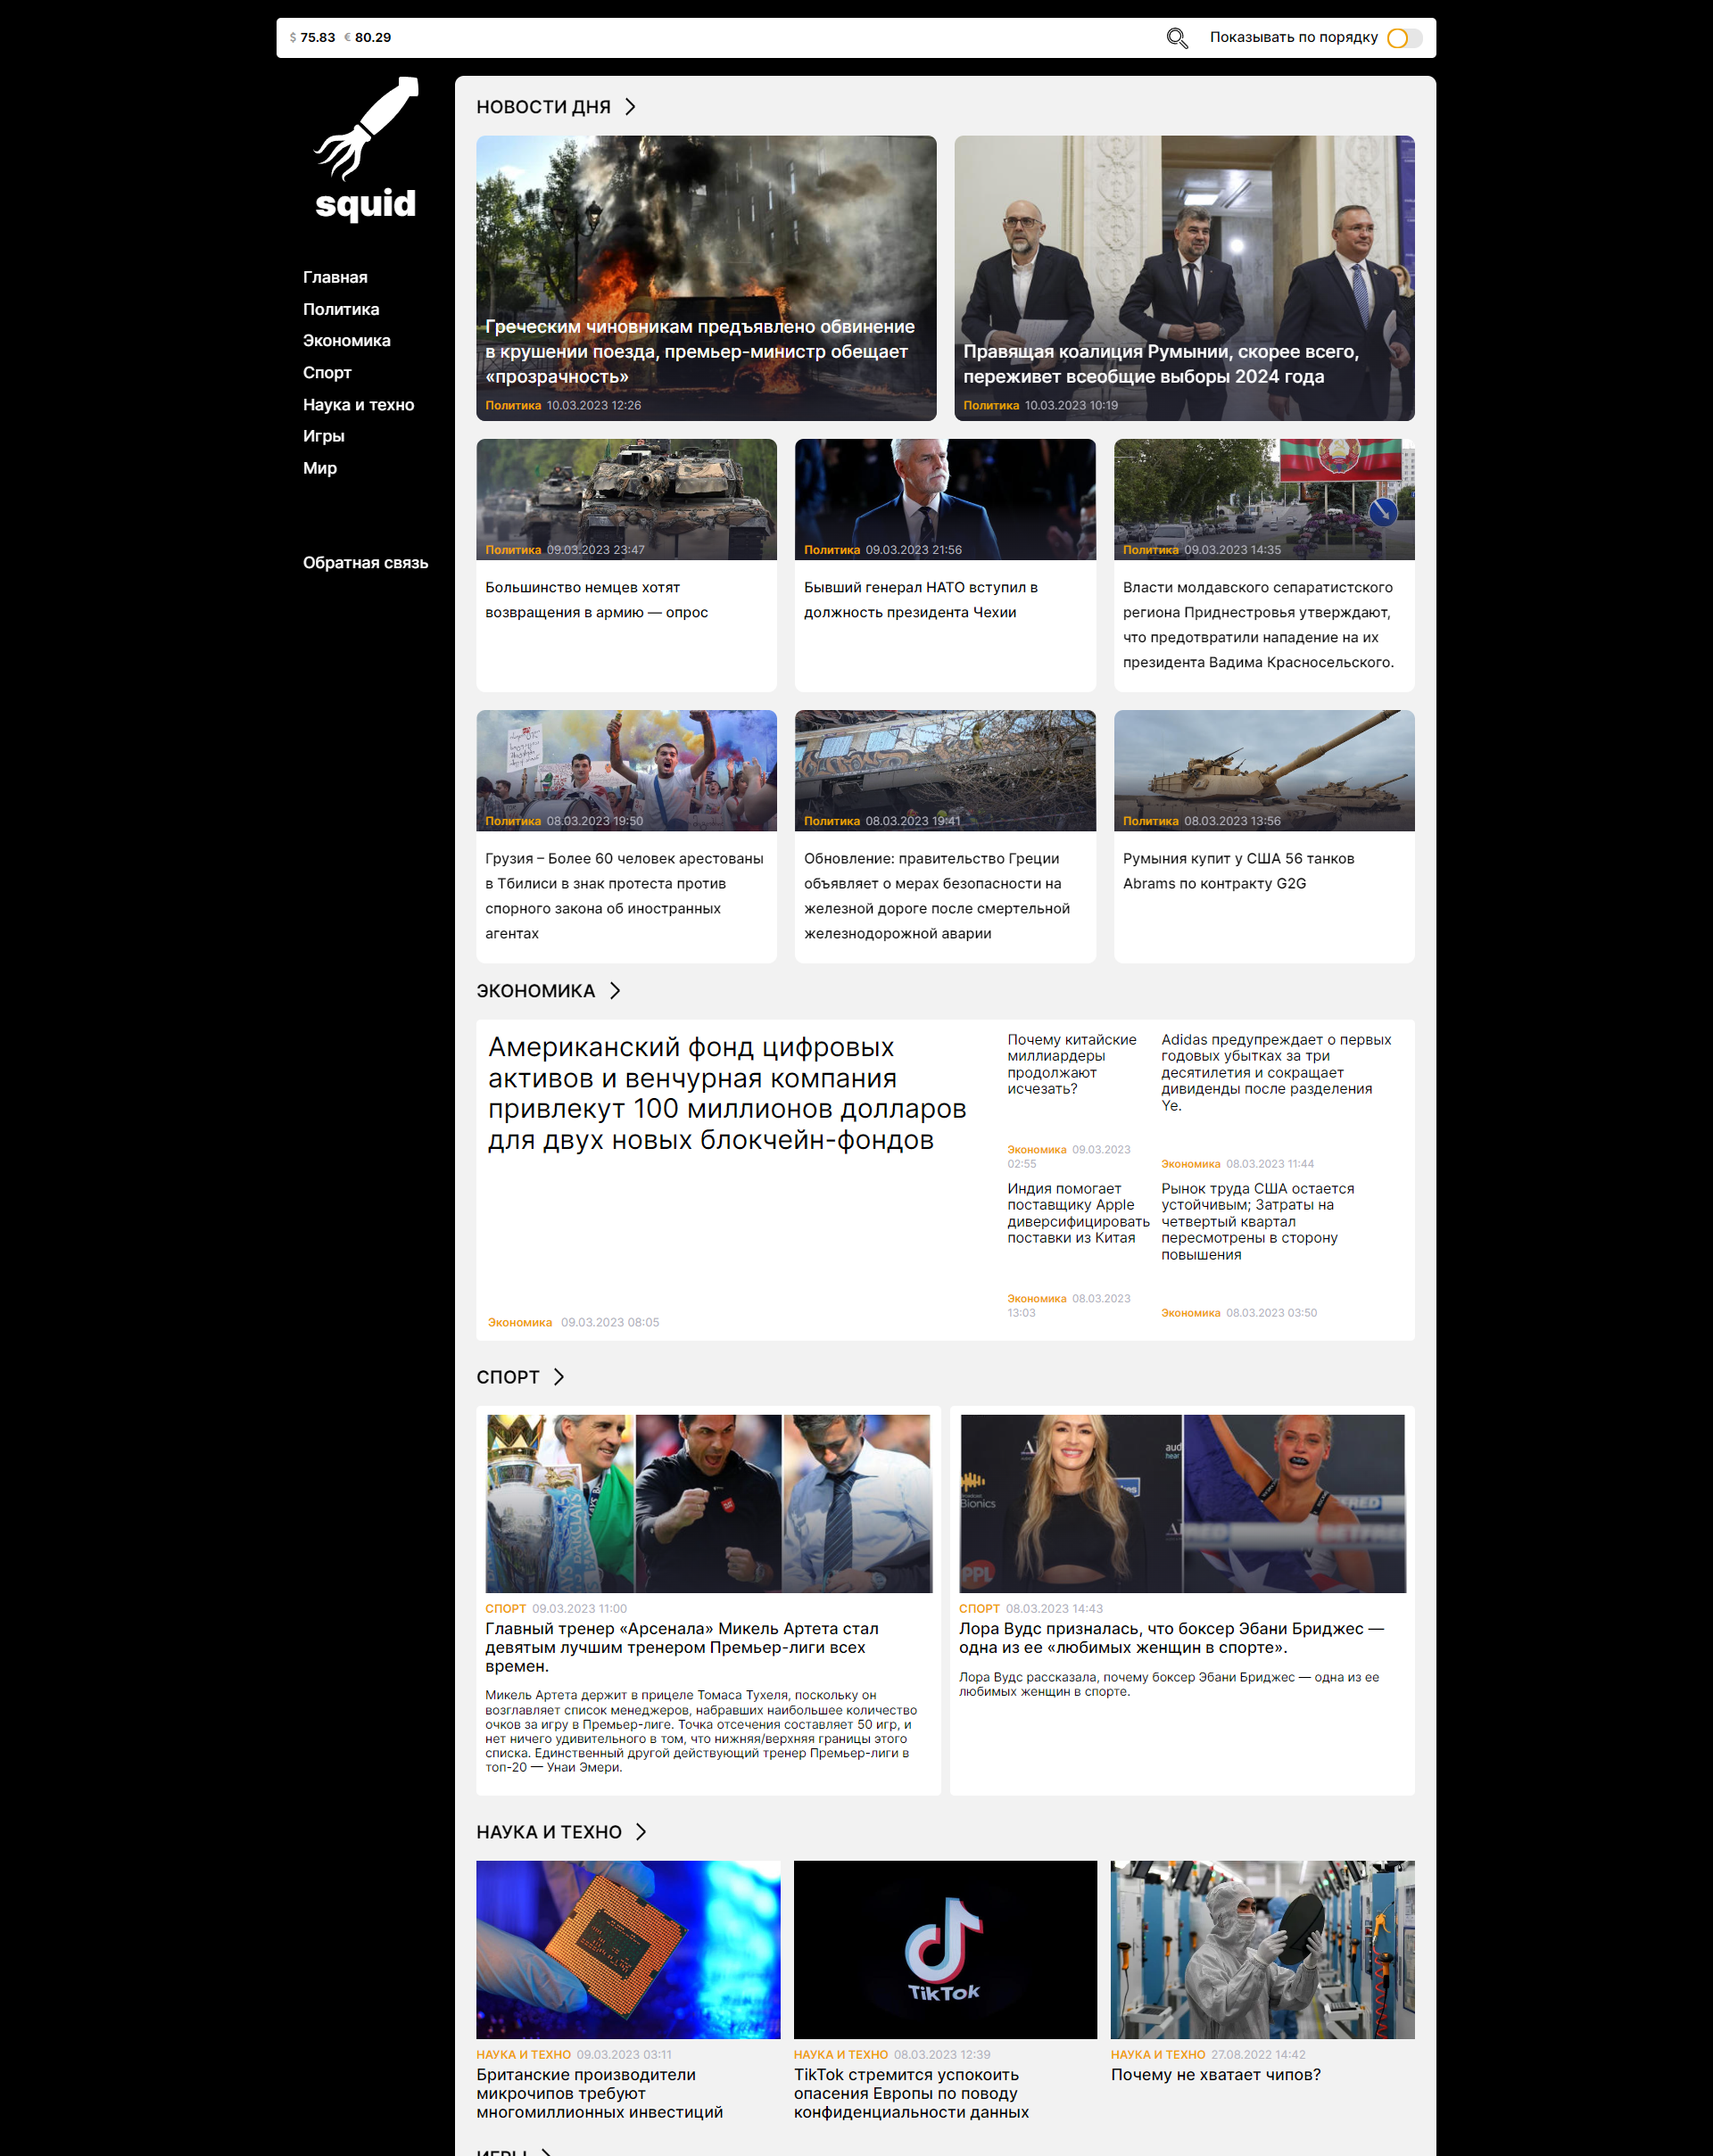 $ 75.83 € 80.29
Показывать по порядку
squid
Главная
Политика
Экономика
Спорт
Наука и техно
Игры
Мир
Обратная связь
НОВОСТИ ДНЯ
Греческим чиновникам предъявлено обвинение
в крушении поезда, премьер-министр обещает
«прозрачность»
Политика 10.03.2023 12:26
Правящая коалиция Румынии, скорее всего,
переживет всеобщие выборы 2024 года
Политика 10.03.2023 10:19
Политика 09.03.2023 23:47
Большинство немцев хотят
возвращения в армию — опрос
Политика 09.03.2023 21:56
Бывший генерал НАТО вступил в
должность президента Чехии
Политика 09.03.2023 14:35
Власти молдавского сепаратистского
региона Приднестровья утверждают,
что предотвратили нападение на их
президента Вадима Красносельского.
Политика 08.03.2023 19:50
Грузия – Более 60 человек арестованы
в Тбилиси в знак протеста против
спорного закона об иностранных
агентах
Политика 08.03.2023 19:41
Обновление: правительство Греции
объявляет о мерах безопасности на
железной дороге после смертельной
железнодорожной аварии
Политика 08.03.2023 13:56
Румыния купит у США 56 танков
Abrams по контракту G2G
ЭКОНОМИКА
Американский фонд цифровых
активов и венчурная компания
привлекут 100 миллионов долларов
для двух новых блокчейн-фондов
Экономика 09.03.2023 08:05
Почему китайские
миллиардеры
продолжают
исчезать?
Экономика 09.03.2023
02:55
Adidas предупреждает о первых
годовых убытках за три
десятилетия и сокращает
дивиденды после разделения
Ye.
Экономика 08.03.2023 11:44
Индия помогает
поставщику Apple
диверсифицировать
поставки из Китая
Экономика 08.03.2023
13:03
Рынок труда США остается
устойчивым; Затраты на
четвертый квартал
пересмотрены в сторону
повышения
Экономика 08.03.2023 03:50
СПОРТ
BARCLAYS
СПОРТ 09.03.2023 11:00
Главный тренер «Арсенала» Микель Артета стал
девятым лучшим тренером Премьер-лиги всех
времен.
Микель Артета держит в прицеле Томаса Тухеля, поскольку он
возглавляет список менеджеров, набравших наибольшее количество
очков за игру в Премьер-лиге. Точка отсечения составляет 50 игр, и
нет ничего удивительного в том, что нижняя/верхняя границы этого
списка. Единственный другой действующий тренер Премьер-лиги в
топ-20 — Унаи Эмери.
Bionics
PPL
СПОРТ 08.03.2023 14:43
Лора Вудс призналась, что боксер Эбани Бриджес —
одна из ее «любимых женщин в спорте».
Лора Вудс рассказала, почему боксер Эбани Бриджес — одна из ее
любимых женщин в спорте.
НАУКА И ТЕХНО
НАУКА И ТЕХНО 09.03.2023 03:11
Британские производители
микрочипов требуют
многомиллионных инвестиций
TikTok
НАУКА И ТЕХНО 08.03.2023 12:39
TikTok стремится успокоить
опасения Европы по поводу
конфиденциальности данных
НАУКА И ТЕХНО 27.08.2022 14:42
Почему не хватает чипов?
ИГРЫ